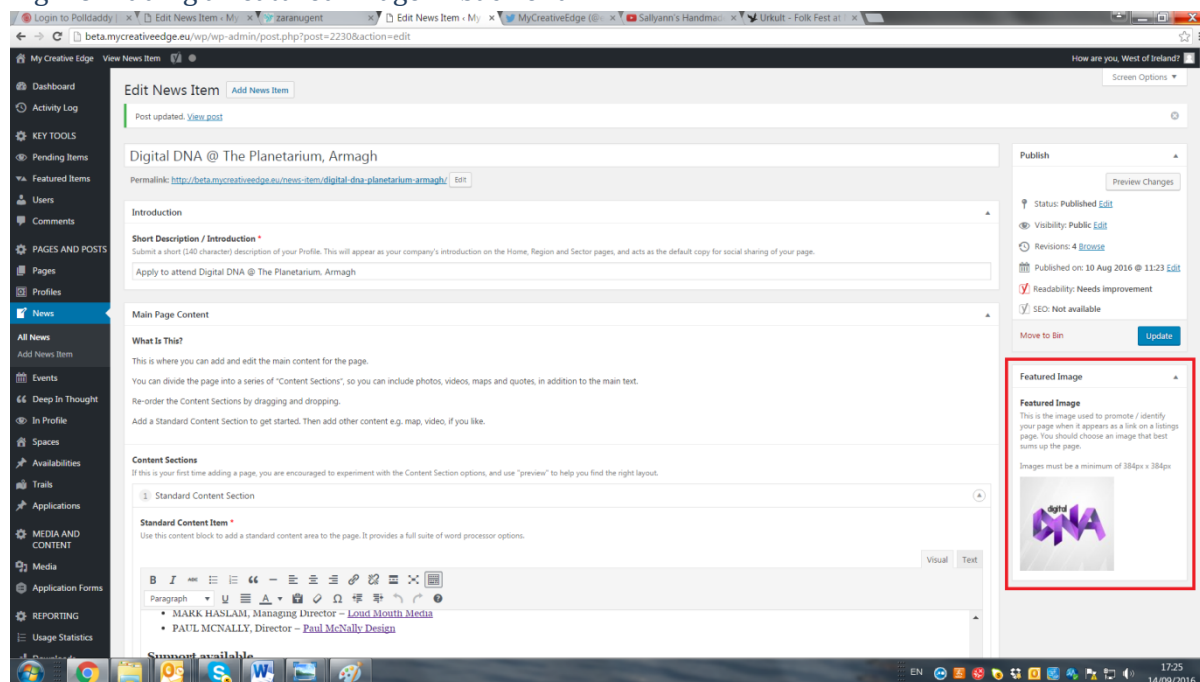 Login to Polldaddy
Edit News Item ‹ My
zaranugent
Edit News Item ‹ My
MyCreativeEdge (@
Sallyann's Handmad
Urkult - Folk Fest at
beta.mycreativeedge.eu/wp/wp-admin/post.php?post=2230&action=edit
My Creative Edge
View News Item
How are you, West of Ireland?
Screen Options
Dashboard
Activity Log
KEY TOOLS
Pending Items
Featured Items
Users
Comments
PAGES AND POSTS
Pages
Profiles
News
All News
Add News Item
Events
Deep In Thought
In Profile
Spaces
Availabilities
Trails
Applications
MEDIA AND
CONTENT
Media
Application Forms
REPORTING
Usage Statistics
Edit News Item
Add News Item
Post updated. View post
Digital DNA @ The Planetarium, Armagh
Permalink: http://beta.mycreativeedge.eu/news-item/digital-dna-planetarium-armagh/ Edit
Introduction
Short Description / Introduction *
Submit a short (140 character) description of your Profile. This will appear as your company's introduction on the Home, Region and Sector pages, and acts as the default copy for social sharing of your page.
Apply to attend Digital DNA @ The Planetarium, Armagh
Main Page Content
What Is This?
This is where you can add and edit the main content for the page.
You can divide the page into a series of "Content Sections", so you can include photos, videos, maps and quotes, in addition to the main text.
Re-order the Content Sections by dragging and dropping.
Add a Standard Content Section to get started. Then add other content e.g. map, video, if you like.
Content Sections
If this is your first time adding a page, you are encouraged to experiment with the Content Section options, and use "preview" to help you find the right layout.
1 Standard Content Section
Standard Content Item *
Use this content block to add a standard content area to the page. It provides a full suite of word processor options.
Visual
Text
B I ABC
Paragraph U A Ω
• MARK HASLAM, Managing Director – Loud Mouth Media
• PAUL MCNALLY, Director – Paul McNally Design
Support available
Publish
Preview Changes
Status: Published Edit
Visibility: Public Edit
Revisions: 4 Browse
Published on: 10 Aug 2016 @ 11:23 Edit
Readability: Needs improvement
SEO: Not available
Move to Bin
Update
Featured Image
Featured Image
This is the image used to promote / identify
your page when it appears as a link on a listings
page. You should choose an image that best
sums up the page.
Images must be a minimum of 384px x 384px
digital
DNA
EN
17:25
14/09/2016